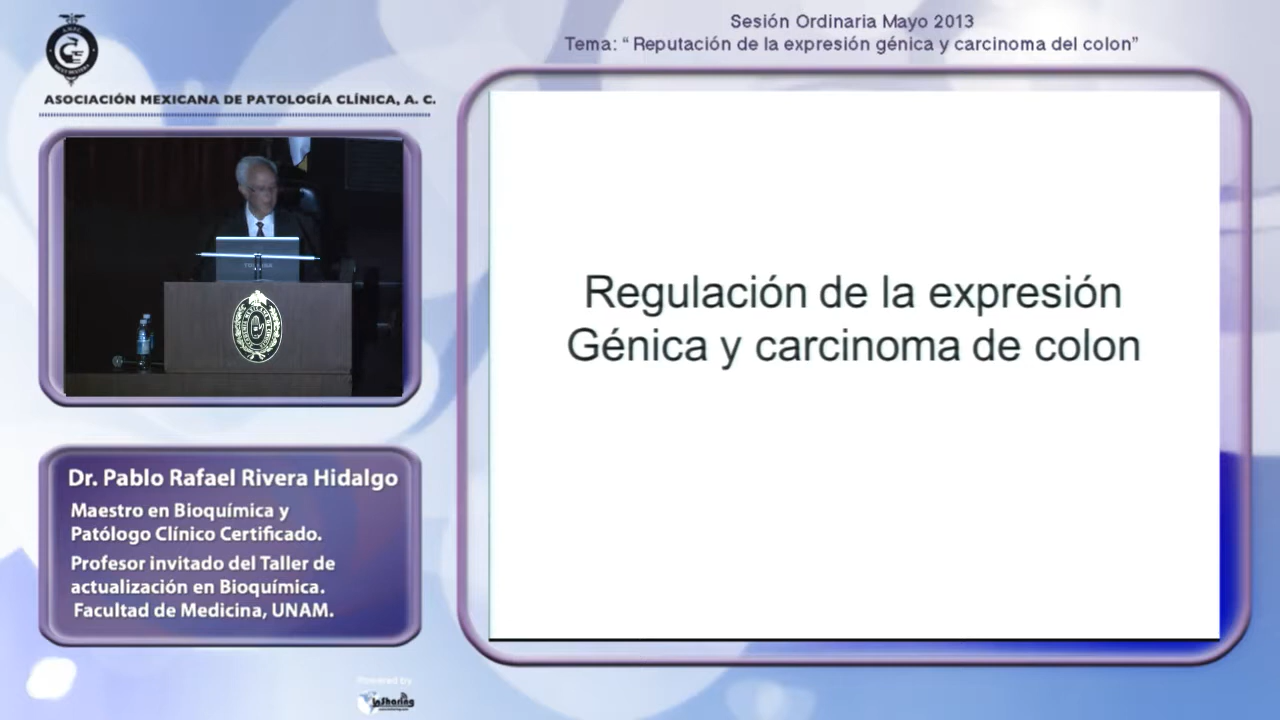 Sesión Ordinaria Mayo 2013
Tema: “ Reputación de la expresión génica y carcinoma del colon”
ASOCIACIÓN MEXICANA DE PATOLOGÍA CLÍNICA, A. C.
Regulación de la expresión
Génica y carcinoma de colon
Dr. Pablo Rafael Rivera Hidalgo
Maestro en Bioquímica y
Patólogo Clínico Certificado.
Profesor invitado del Taller de
actualización en Bioquímica.
Facultad de Medicina, UNAM.
Powered by:
InSharing